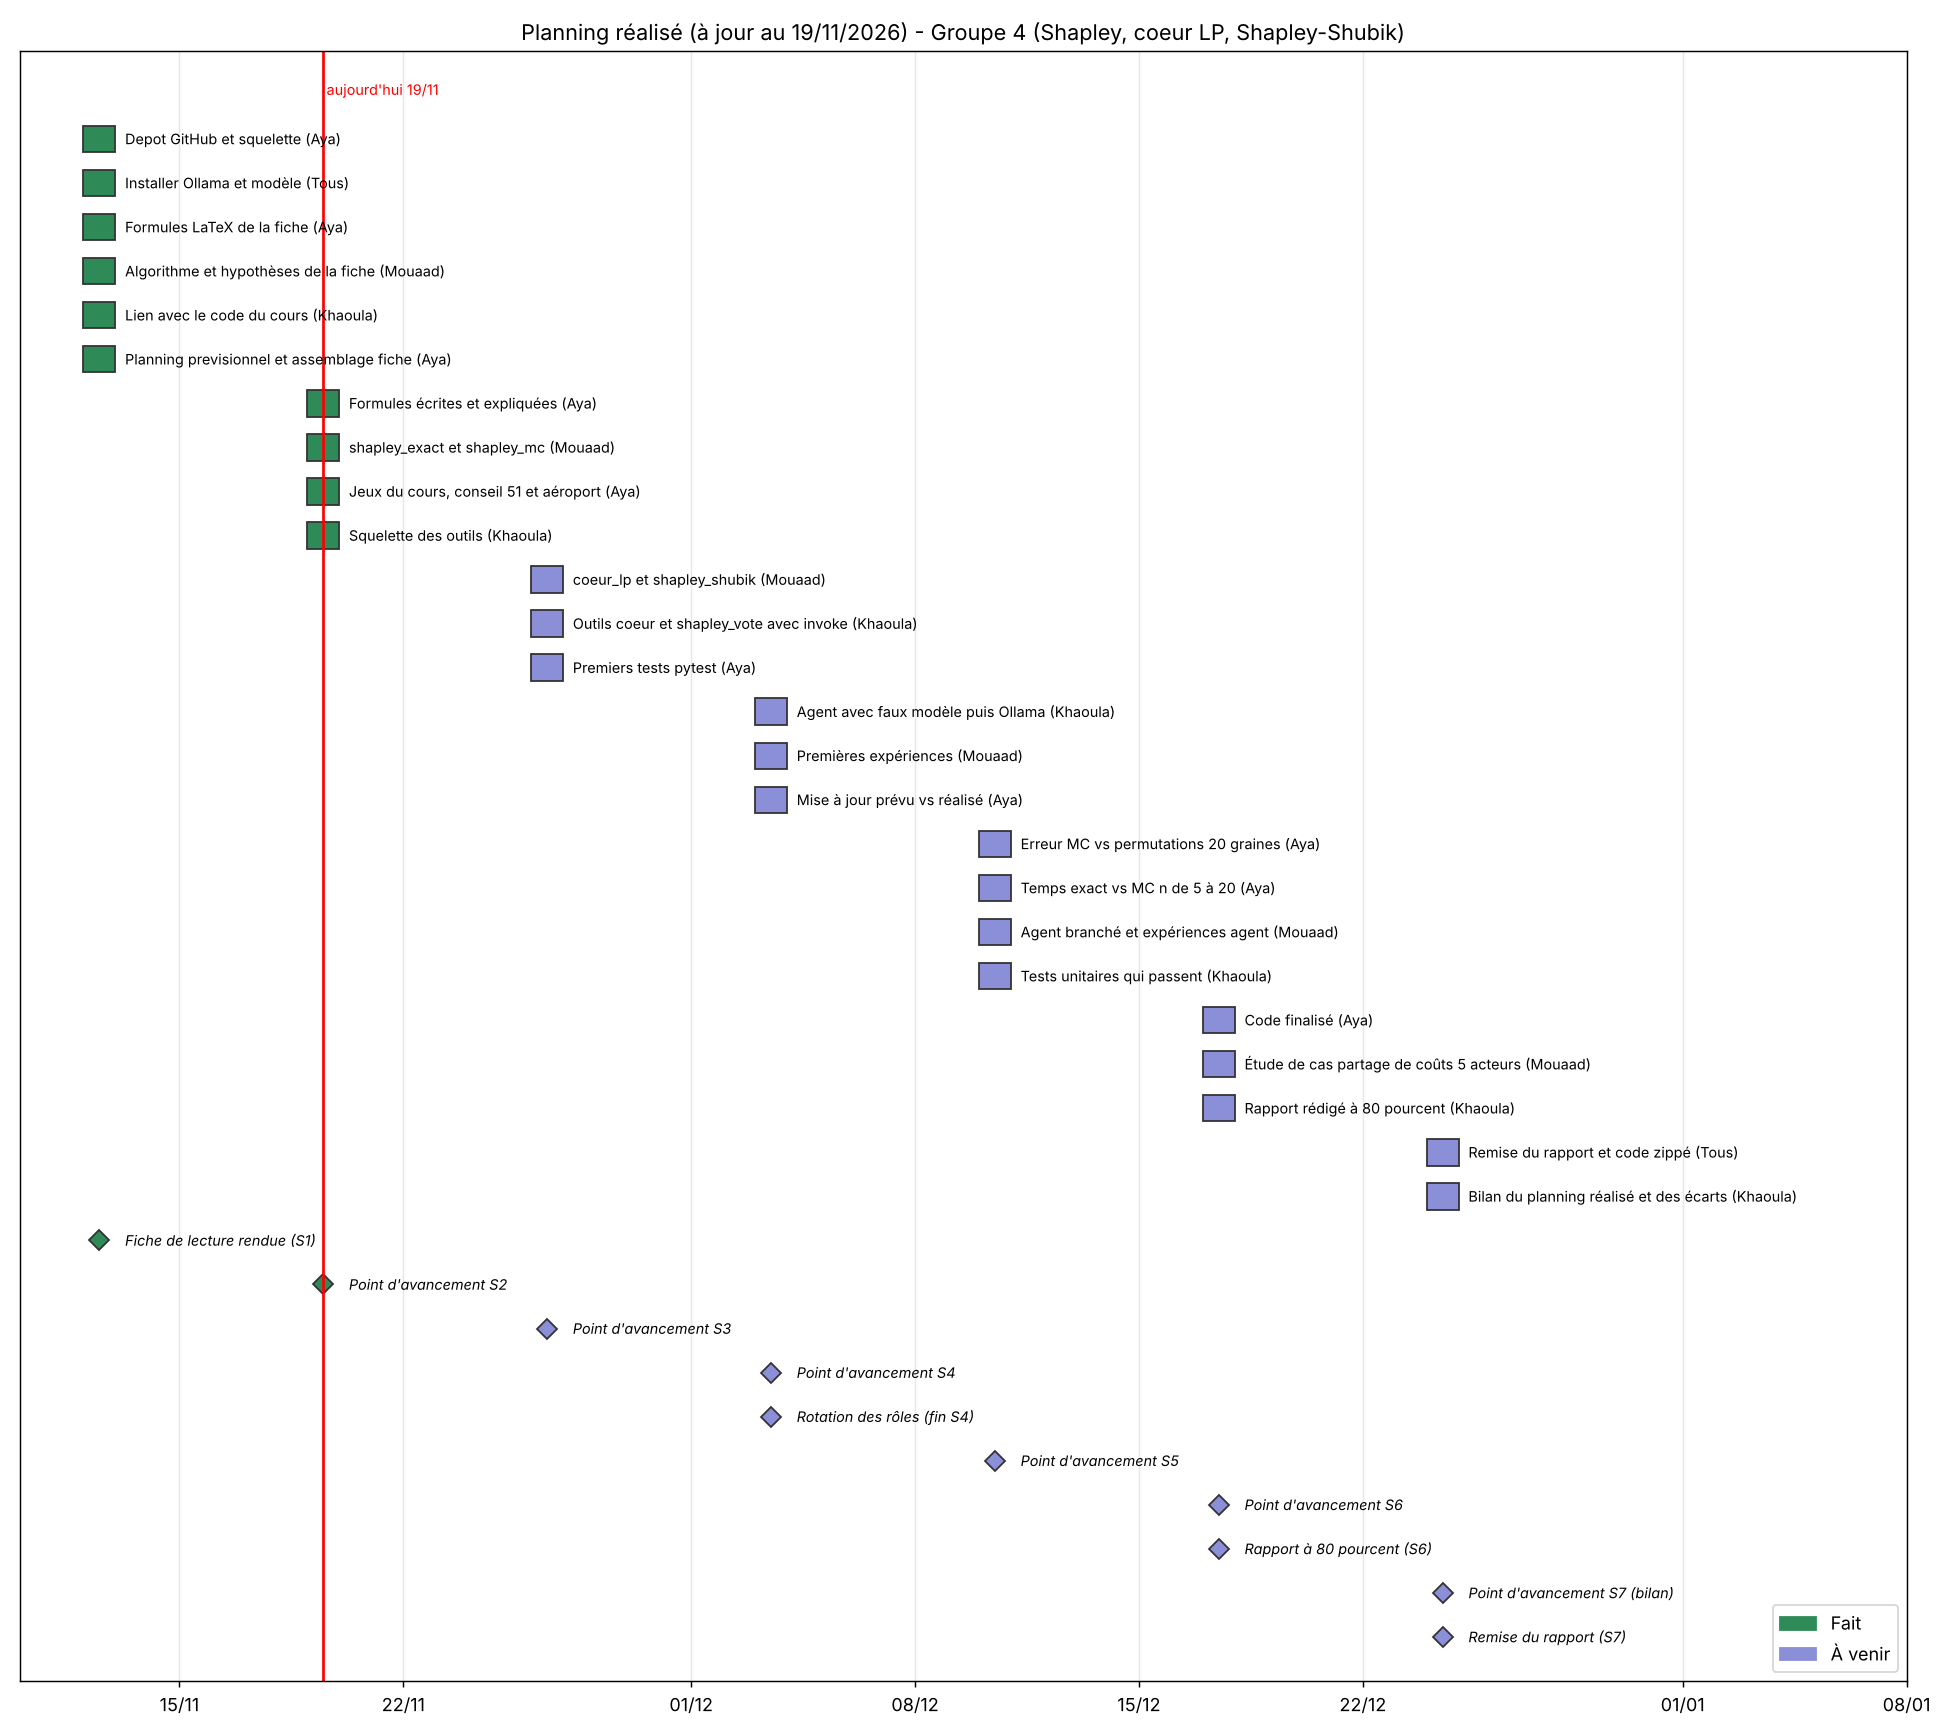 Planning réalisé (à jour au 19/11/2026) - Groupe 4 (Shapley, coeur LP, Shapley-Shubik)
aujourd'hui 19/11
Depot GitHub et squelette (Aya)
Installer Ollama et modèle (Tous)
Formules LaTeX de la fiche (Aya)
Algorithme et hypothèses de la fiche (Mouaad)
Lien avec le code du cours (Khaoula)
Planning previsionnel et assemblage fiche (Aya)
Formules écrites et expliquées (Aya)
shapley_exact et shapley_mc (Mouaad)
Jeux du cours, conseil 51 et aéroport (Aya)
Squelette des outils (Khaoula)
coeur_lp et shapley_shubik (Mouaad)
Outils coeur et shapley_vote avec invoke (Khaoula)
Premiers tests pytest (Aya)
Agent avec faux modèle puis Ollama (Khaoula)
Premières expériences (Mouaad)
Mise à jour prévu vs réalisé (Aya)
Erreur MC vs permutations 20 graines (Aya)
Temps exact vs MC n de 5 à 20 (Aya)
Agent branché et expériences agent (Mouaad)
Tests unitaires qui passent (Khaoula)
Code finalisé (Aya)
Étude de cas partage de coûts 5 acteurs (Mouaad)
Rapport rédigé à 80 pourcent (Khaoula)
Remise du rapport et code zippé (Tous)
Bilan du planning réalisé et des écarts (Khaoula)
Fiche de lecture rendue (S1)
Point d'avancement S2
Point d'avancement S3
Point d'avancement S4
Rotation des rôles (fin S4)
Point d'avancement S5
Point d'avancement S6
Rapport à 80 pourcent (S6)
Point d'avancement S7 (bilan)
Remise du rapport (S7)
Fait
À venir
15/11 22/11 01/12 08/12 15/12 22/12 01/01 08/01